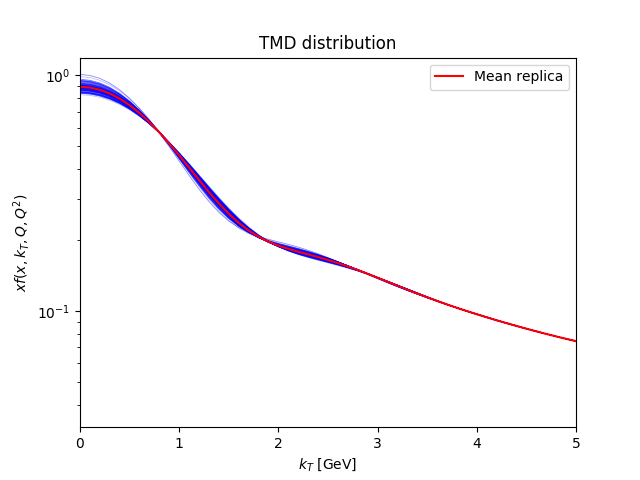 TMD distribution
Mean replica
xf(x, k_T, Q, Q^2)
10^0
10^{-1}
0 1 2 3 4 5
k_T [GeV]